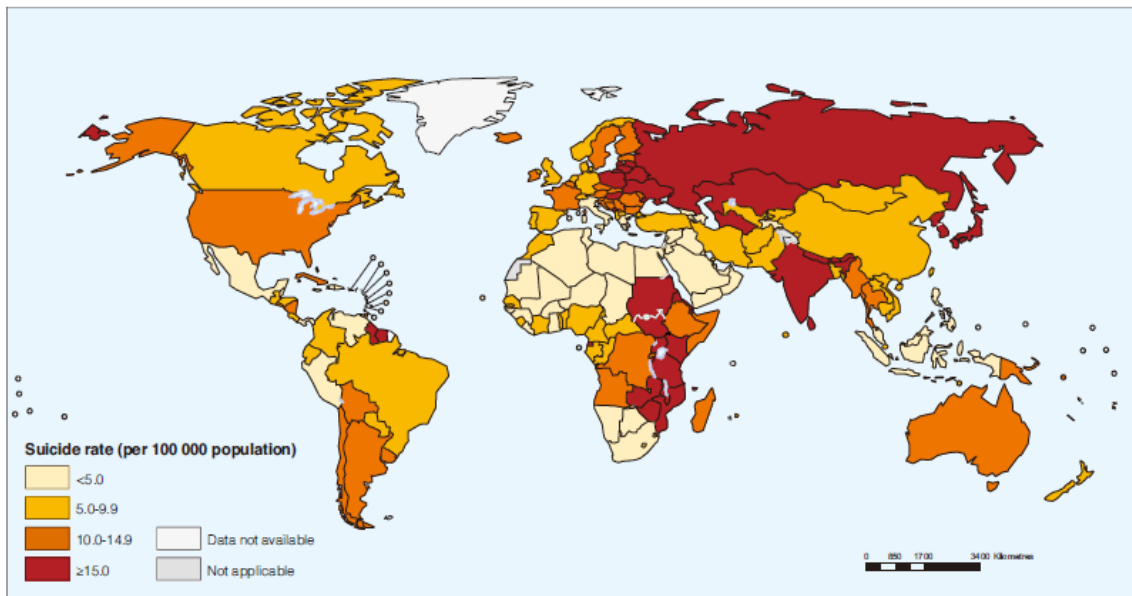 Suicide rate (per 100 000 population)
<5.0
5.0-9.9
10.0-14.9
≥15.0
Data not available
Not applicable
0 850 1700 3400 Kilometres